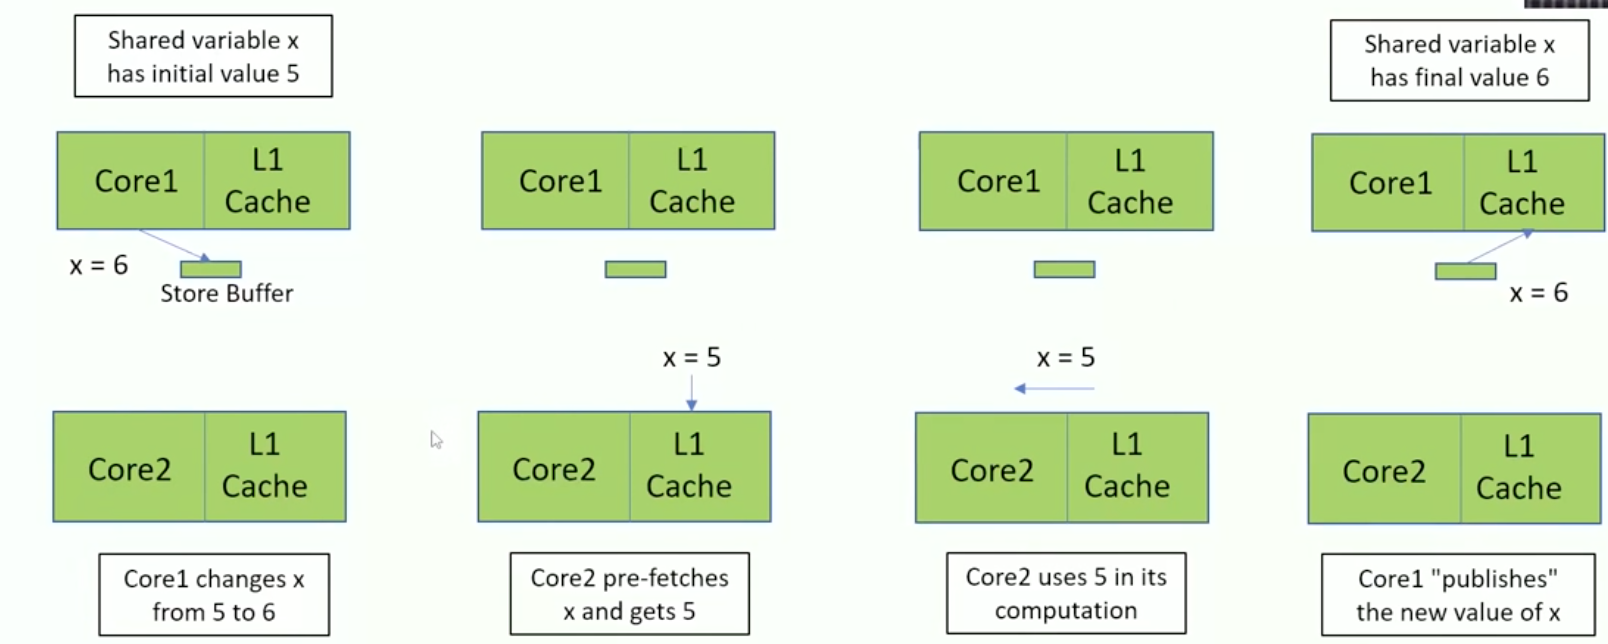 Shared variable x
has initial value 5
Shared variable x
has final value 6
Core1
L1
Cache
Core1
L1
Cache
Core1
L1
Cache
Core1
L1
Cache
x = 6
Store Buffer
x = 6
x = 5
x = 5
Core2
L1
Cache
Core2
L1
Cache
Core2
L1
Cache
Core2
L1
Cache
Core1 changes x
from 5 to 6
Core2 pre-fetches
x and gets 5
Core2 uses 5 in its
computation
Core1 "publishes"
the new value of x